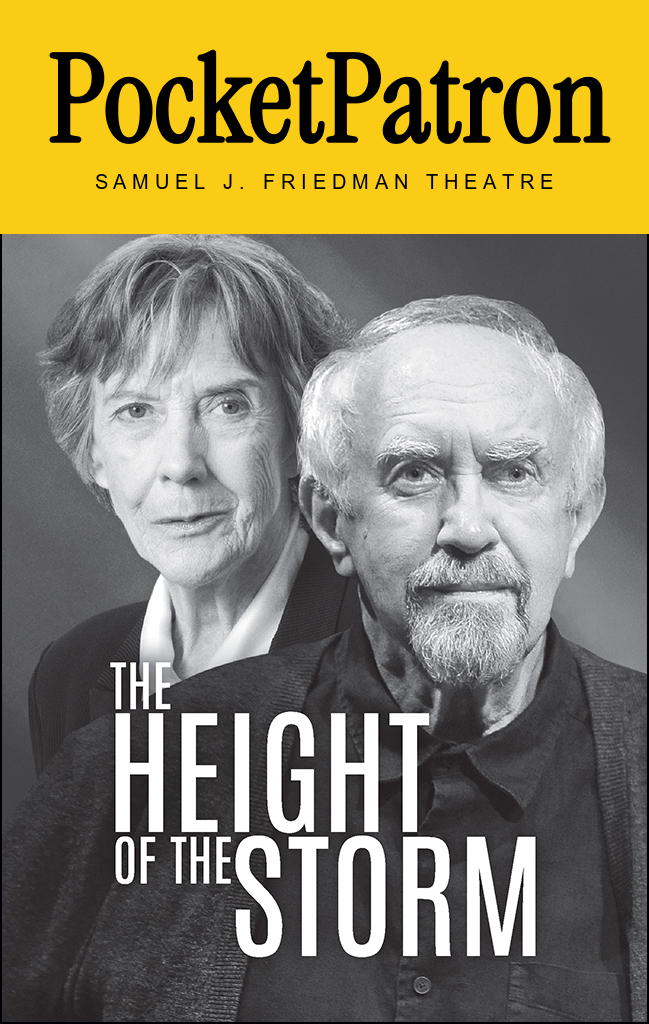 PocketPatron
SAMUEL J. FRIEDMAN THEATRE
THE
HEIGHT
OF THE STORM